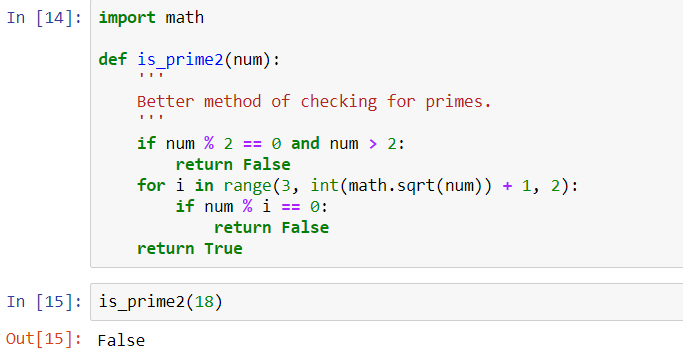 In [14]: import math
def is_prime2(num):
'''
Better method of checking for primes.
'''
if num % 2 == 0 and num > 2:
return False
for i in range(3, int(math.sqrt(num)) + 1, 2):
if num % i == 0:
return False
return True
In [15]: is_prime2(18)
Out[15]: False